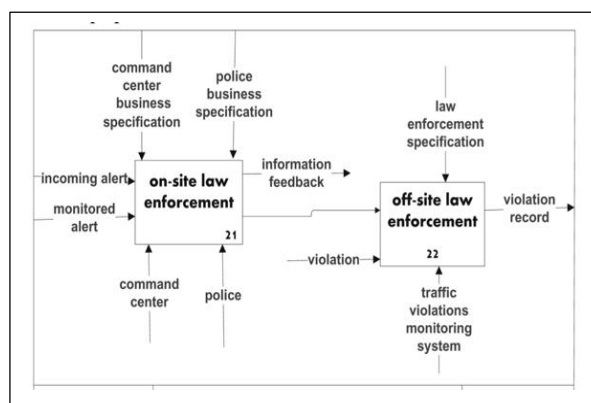 command
center
business
specification
police
business
specification
law
enforcement
specification
incoming alert
monitored
alert
on-site law
enforcement
21
information
feedback
off-site law
enforcement
22
violation
record
violation
command
center
police
traffic
violations
monitoring
system